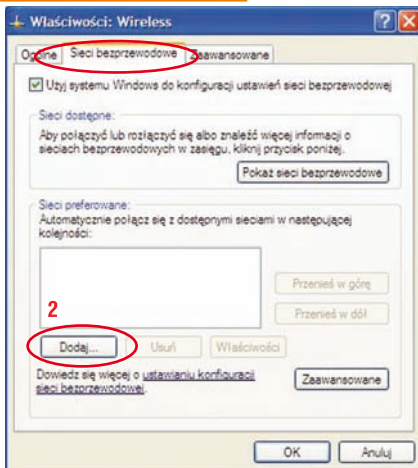 Właściwości: Wireless
Ogólne Sieci bezprzewodowe Zaawansowane
Użyj systemu Windows do konfiguracji ustawień sieci bezprzewodowej
Sieci dostępne:
Aby połączyć lub rozłączyć się albo znaleźć więcej informacji o
sieciach bezprzewodowych w zasięgu, kliknij przycisk poniżej.
Pokaż sieci bezprzewodowe
Sieci preferowane:
Automatycznie połącz się z dostępnymi sieciami w następującej
kolejności:
Przenieś w górę
2
Przenieś w dół
Dodaj... Usuń Właściwości
Dowiedz się więcej o ustawianiu konfiguracji
sieci bezprzewodowej.
Zaawansowane
OK Anuluj